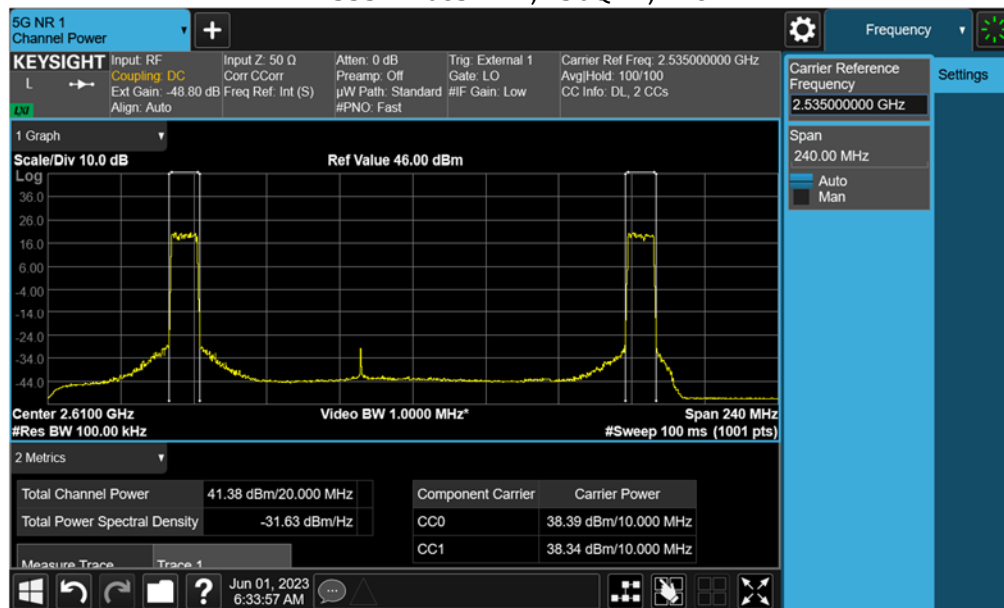 5G NR 1
Channel Power
Frequency
KEYSIGHT
L
LXI
Input: RF
Coupling: DC
Ext Gain: -48.80 dB
Align: Auto
Input Z: 50 Ω
Corr CCorr
Freq Ref: Int (S)
Atten: 0 dB
Preamp: Off
µW Path: Standard
#PNO: Fast
Trig: External 1
Gate: LO
#IF Gain: Low
Carrier Ref Freq: 2.535000000 GHz
Avg|Hold: 100/100
CC Info: DL, 2 CCs
Carrier Reference
Frequency
2.535000000 GHz
Settings
Span
240.00 MHz
Auto
Man
1 Graph
Scale/Div 10.0 dB
Ref Value 46.00 dBm
Log
36.0
26.0
16.0
6.00
-4.00
-14.0
-24.0
-34.0
-44.0
Center 2.6100 GHz
Video BW 1.0000 MHz*
Span 240 MHz
#Res BW 100.00 kHz
#Sweep 100 ms (1001 pts)
2 Metrics
Total Channel Power 41.38 dBm/20.000 MHz
Total Power Spectral Density -31.63 dBm/Hz
Component Carrier Carrier Power
CC0 38.39 dBm/10.000 MHz
CC1 38.34 dBm/10.000 MHz
Measure Trace Trace 1
?
Jun 01, 2023
6:33:57 AM